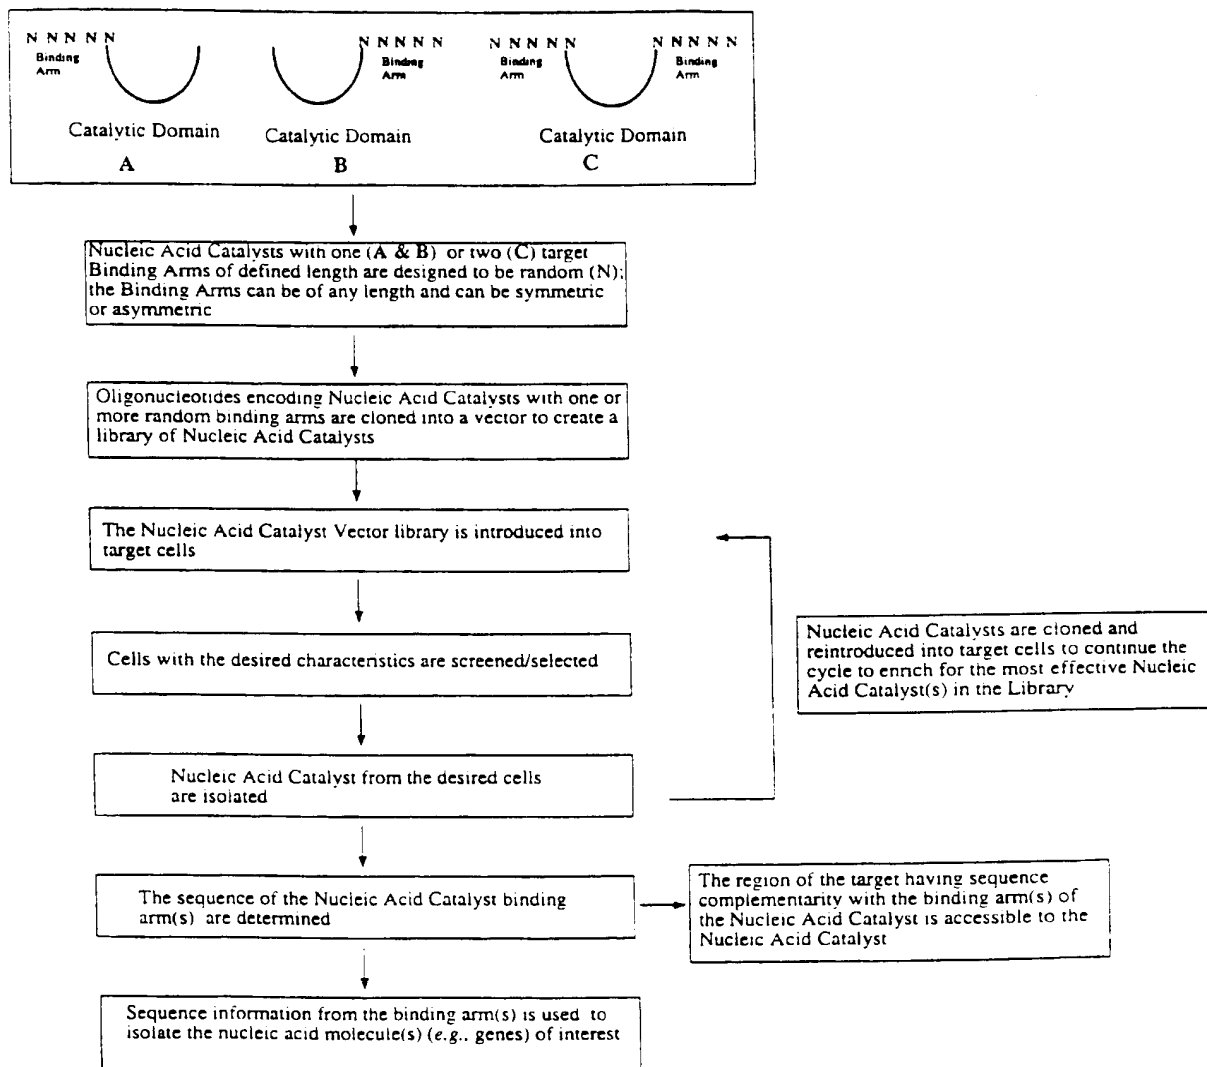 N N N N N
Binding
Arm
Catalytic Domain
A
N N N N N
Binding
Arm
Catalytic Domain
B
N N N N N
Binding
Arm
N N N N N
Binding
Arm
Catalytic Domain
C
Nucleic Acid Catalysts with one (A & B) or two (C) target
Binding Arms of defined length are designed to be random (N);
the Binding Arms can be of any length and can be symmetric
or asymmetric
Oligonucleotides encoding Nucleic Acid Catalysts with one or
more random binding arms are cloned into a vector to create a
library of Nucleic Acid Catalysts
The Nucleic Acid Catalyst Vector library is introduced into
target cells
Cells with the desired characteristics are screened/selected
Nucleic Acid Catalysts are cloned and
reintroduced into target cells to continue the
cycle to enrich for the most effective Nucleic
Acid Catalyst(s) in the Library
Nucleic Acid Catalyst from the desired cells
are isolated
The sequence of the Nucleic Acid Catalyst binding
arm(s) are determined
The region of the target having sequence
complementarity with the binding arm(s) of
the Nucleic Acid Catalyst is accessible to the
Nucleic Acid Catalyst
Sequence information from the binding arm(s) is used to
isolate the nucleic acid molecule(s) (e.g., genes) of interest